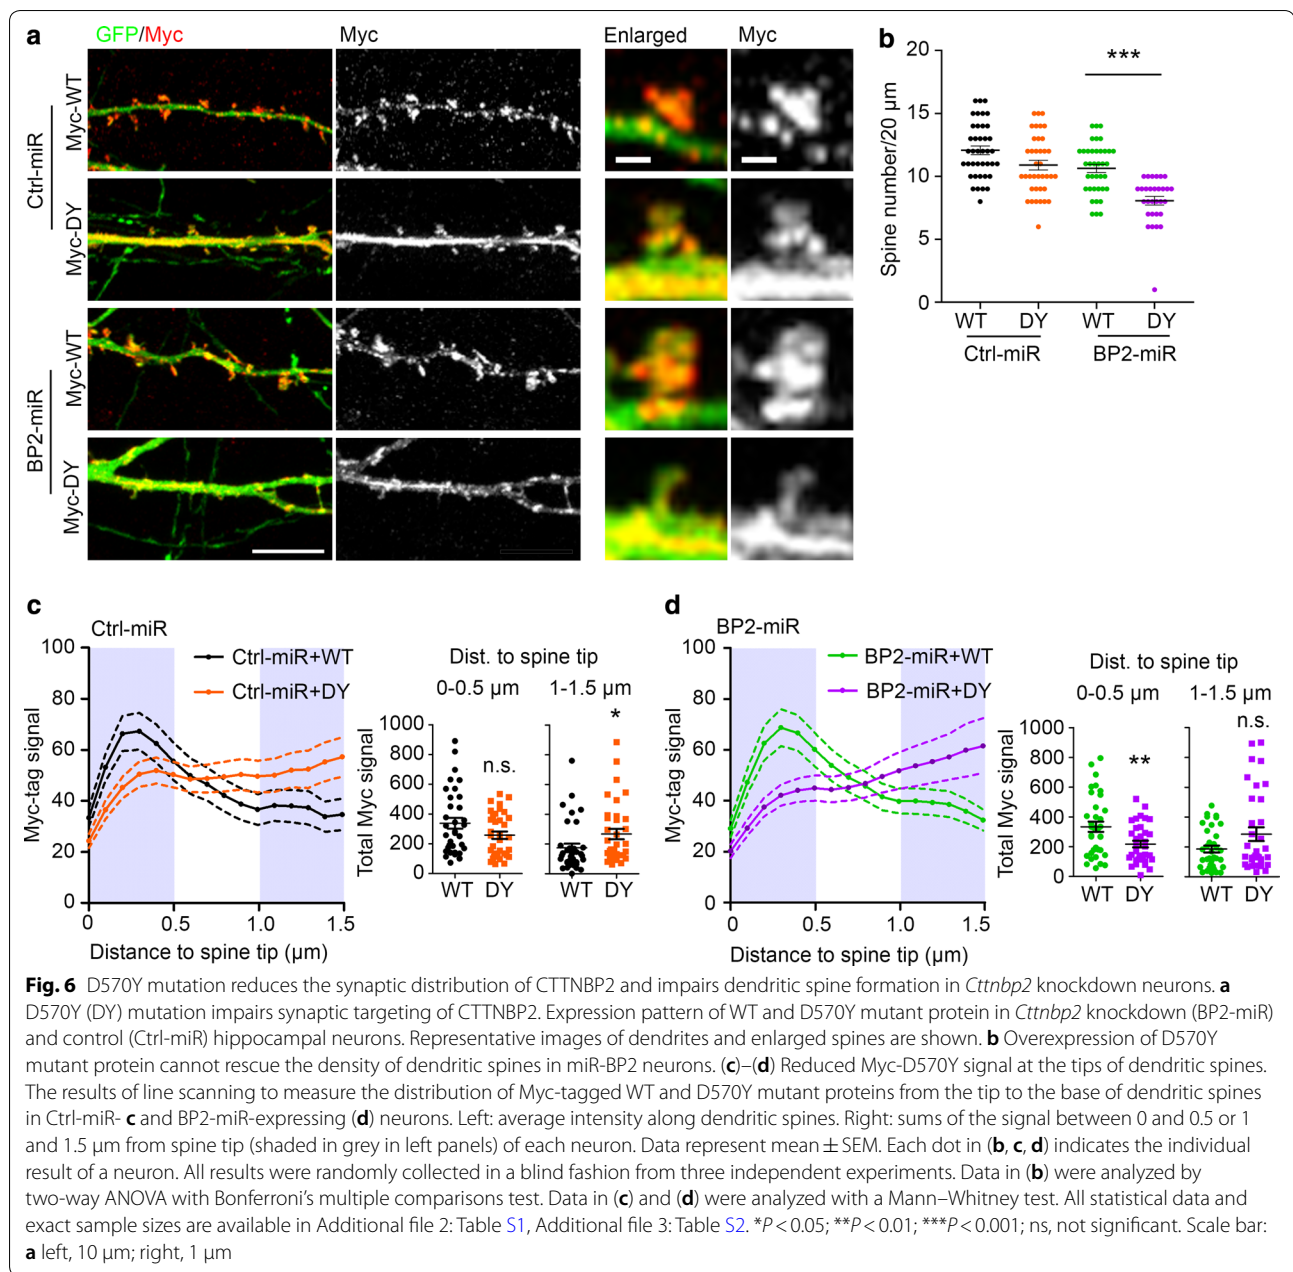 a
GFP/Myc
Myc
Enlarged
Myc
Ctrl-miR
Myc-WT
Myc-DY
BP2-miR
Myc-WT
Myc-DY
b
Spine number/20 μm
20
15
10
5
0
***
WT DY WT DY
Ctrl-miR BP2-miR
c
Ctrl-miR
Myc-tag signal
100
80
60
40
20
0
0 0.5 1.0 1.5
Distance to spine tip (μm)
Ctrl-miR+WT
Ctrl-miR+DY
Dist. to spine tip
0-0.5 μm 1-1.5 μm
Total Myc signal
1000
800
600
400
200
0
n.s.
*
WT DY WT DY
d
BP2-miR
Myc-tag signal
100
80
60
40
20
0
0 0.5 1.0 1.5
Distance to spine tip (μm)
BP2-miR+WT
BP2-miR+DY
Dist. to spine tip
0-0.5 μm 1-1.5 μm
Total Myc signal
1000
800
600
400
200
0
**
n.s.
WT DY WT DY
Fig. 6 D570Y mutation reduces the synaptic distribution of CTTNBP2 and impairs dendritic spine formation in Cttnbp2 knockdown neurons. a
D570Y (DY) mutation impairs synaptic targeting of CTTNBP2. Expression pattern of WT and D570Y mutant protein in Cttnbp2 knockdown (BP2-miR)
and control (Ctrl-miR) hippocampal neurons. Representative images of dendrites and enlarged spines are shown. b Overexpression of D570Y
mutant protein cannot rescue the density of dendritic spines in miR-BP2 neurons. (c)–(d) Reduced Myc-D570Y signal at the tips of dendritic spines.
The results of line scanning to measure the distribution of Myc-tagged WT and D570Y mutant proteins from the tip to the base of dendritic spines
in Ctrl-miR- c and BP2-miR-expressing (d) neurons. Left: average intensity along dendritic spines. Right: sums of the signal between 0 and 0.5 or 1
and 1.5 μm from spine tip (shaded in grey in left panels) of each neuron. Data represent mean ± SEM. Each dot in (b, c, d) indicates the individual
result of a neuron. All results were randomly collected in a blind fashion from three independent experiments. Data in (b) were analyzed by
two-way ANOVA with Bonferroni's multiple comparisons test. Data in (c) and (d) were analyzed with a Mann–Whitney test. All statistical data and
exact sample sizes are available in Additional file 2: Table S1, Additional file 3: Table S2. *P < 0.05; **P < 0.01; ***P < 0.001; ns, not significant. Scale bar:
a left, 10 μm; right, 1 μm